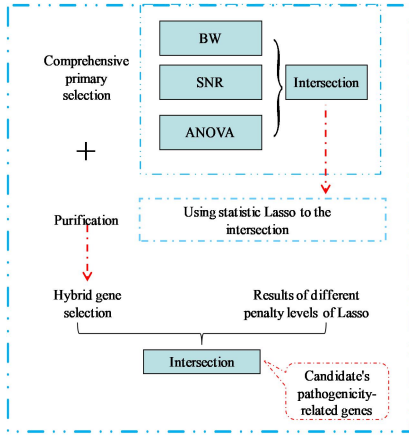 BW
Comprehensive
primary
selection
SNR
Intersection
ANOVA
+
Purification
Using statistic Lasso to the
intersection
Hybrid gene
selection
Results of different
penalty levels of Lasso
Intersection
Candidate's
pathogenicity-
related genes